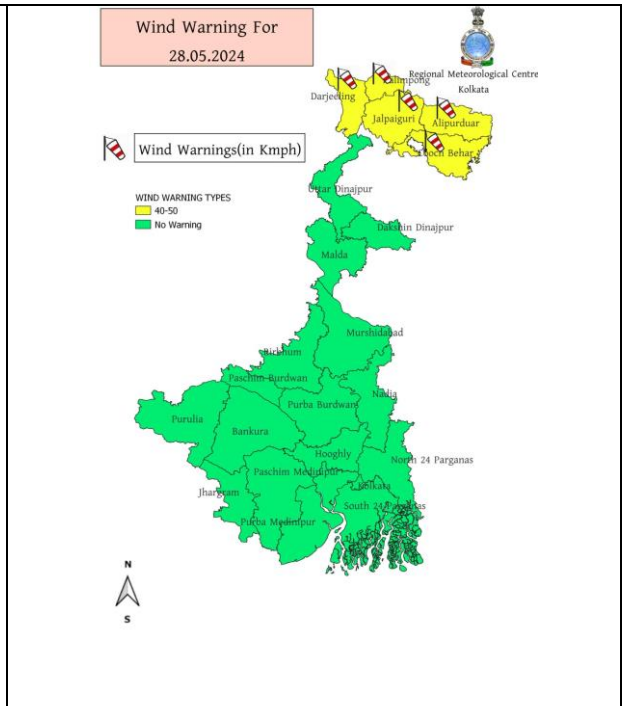 Wind Warning For
28.05.2024
Regional Meteorological Centre
Kolkata
Kalimpong
Darjeeling
Jalpaiguri
Alipurduar
Cooch Behar
Wind Warnings(in Kmph)
WIND WARNING TYPES
40-50
No Warning
Uttar Dinajpur
Dakshin Dinajpur
Malda
Murshidabad
Birbhum
Paschim Burdwan
Nadia
Purba Burdwan
Purulia
Bankura
Hooghly
North 24 Parganas
Paschim Medinipur
Kolkata
Jhargram
South 24 Parganas
Purba Medinipur
N
S